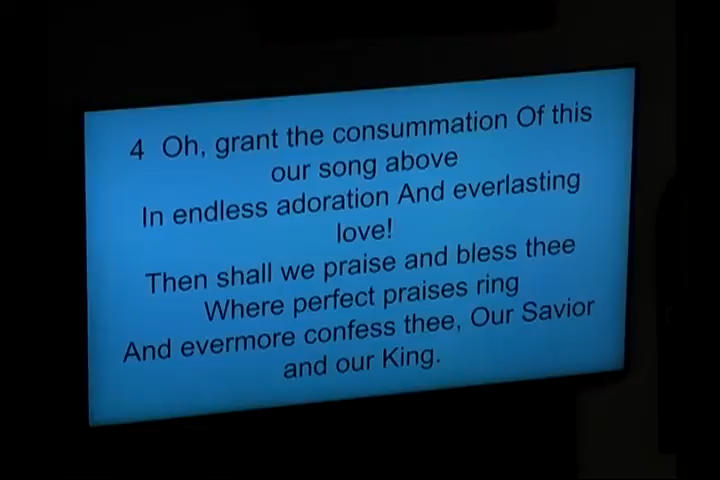 4 Oh, grant the consummation Of this
our song above
In endless adoration And everlasting
love!
Then shall we praise and bless thee
Where perfect praises ring
And evermore confess thee, Our Savior
and our King.